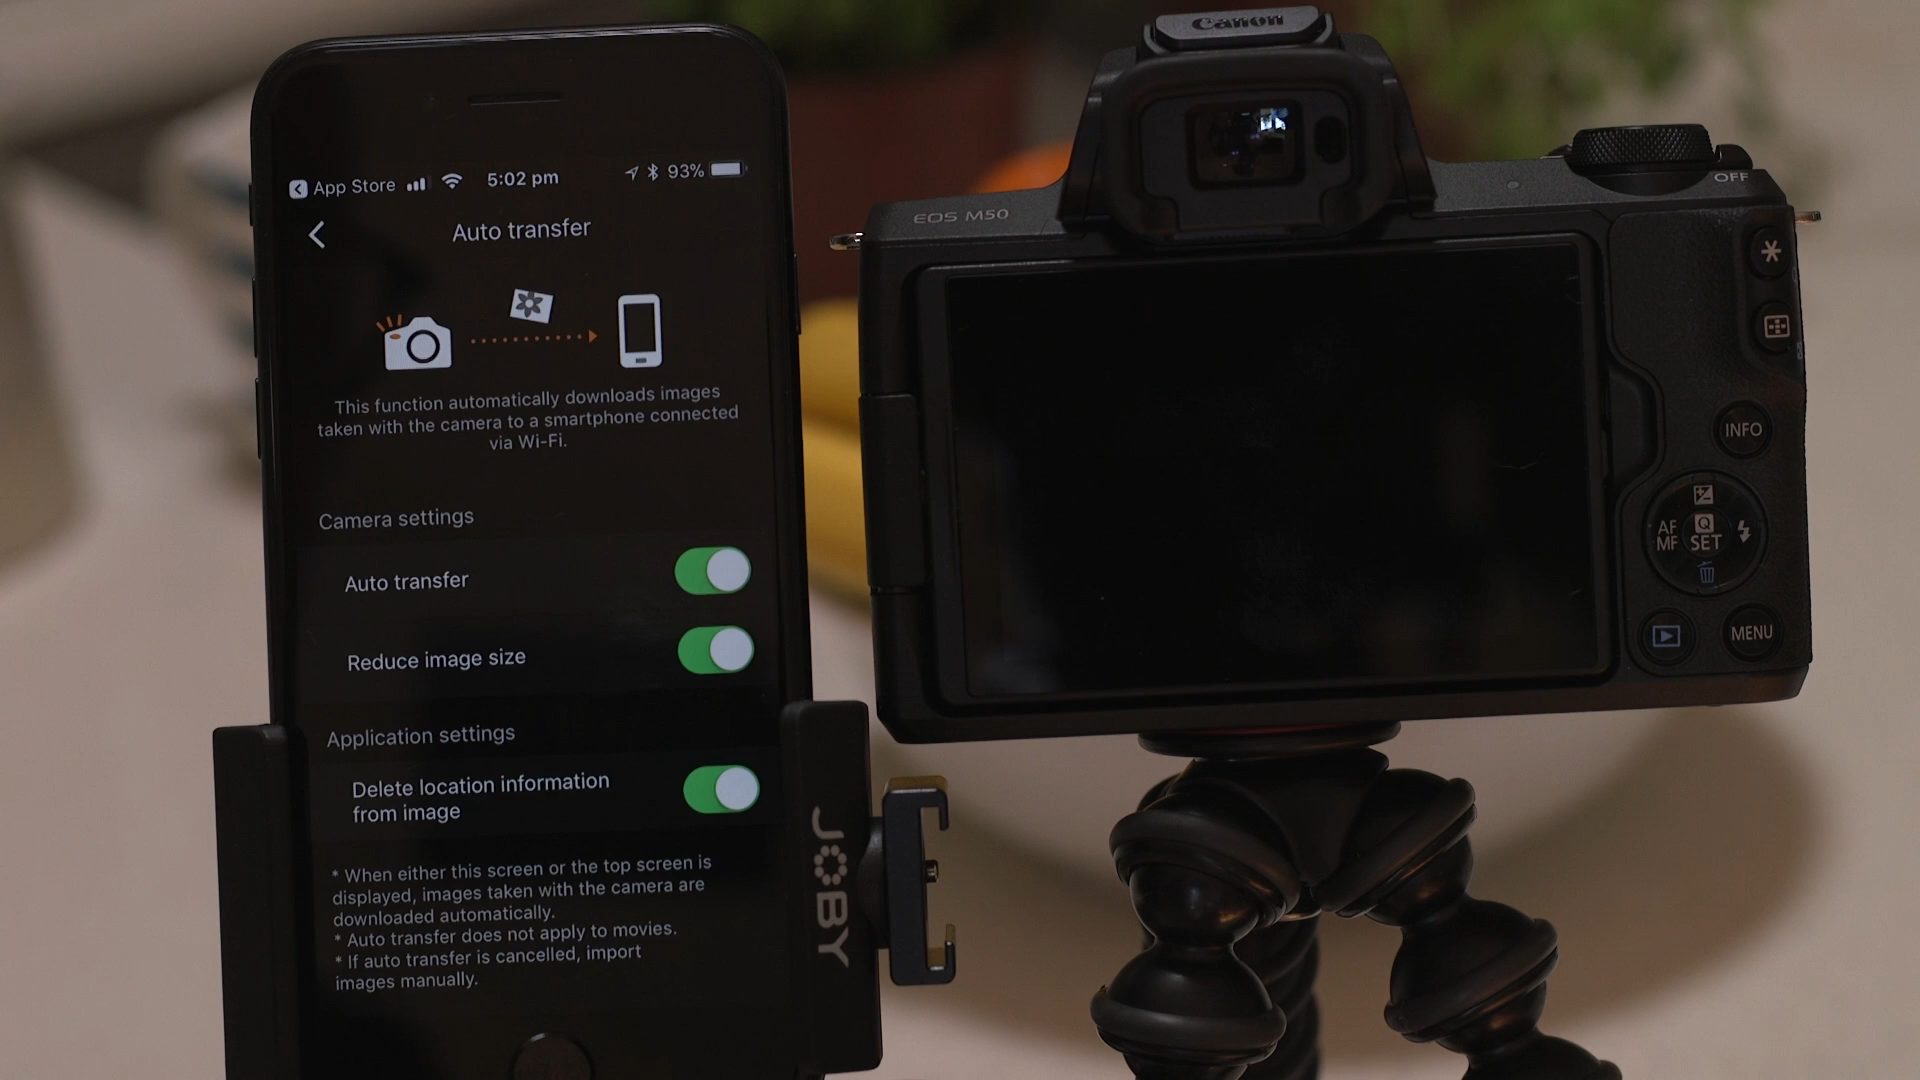 App Store 5:02 pm 93%
Auto transfer
This function automatically downloads images
taken with the camera to a smartphone connected
via Wi-Fi.
Camera settings
Auto transfer
Reduce image size
Application settings
Delete location information
from image
* When either this screen or the top screen is
displayed, images taken with the camera are
downloaded automatically.
* Auto transfer does not apply to movies.
* If auto transfer is cancelled, import
images manually.
JOBY
Canon
EOS M50
OFF
INFO
AF
MF
Q
SET
MENU